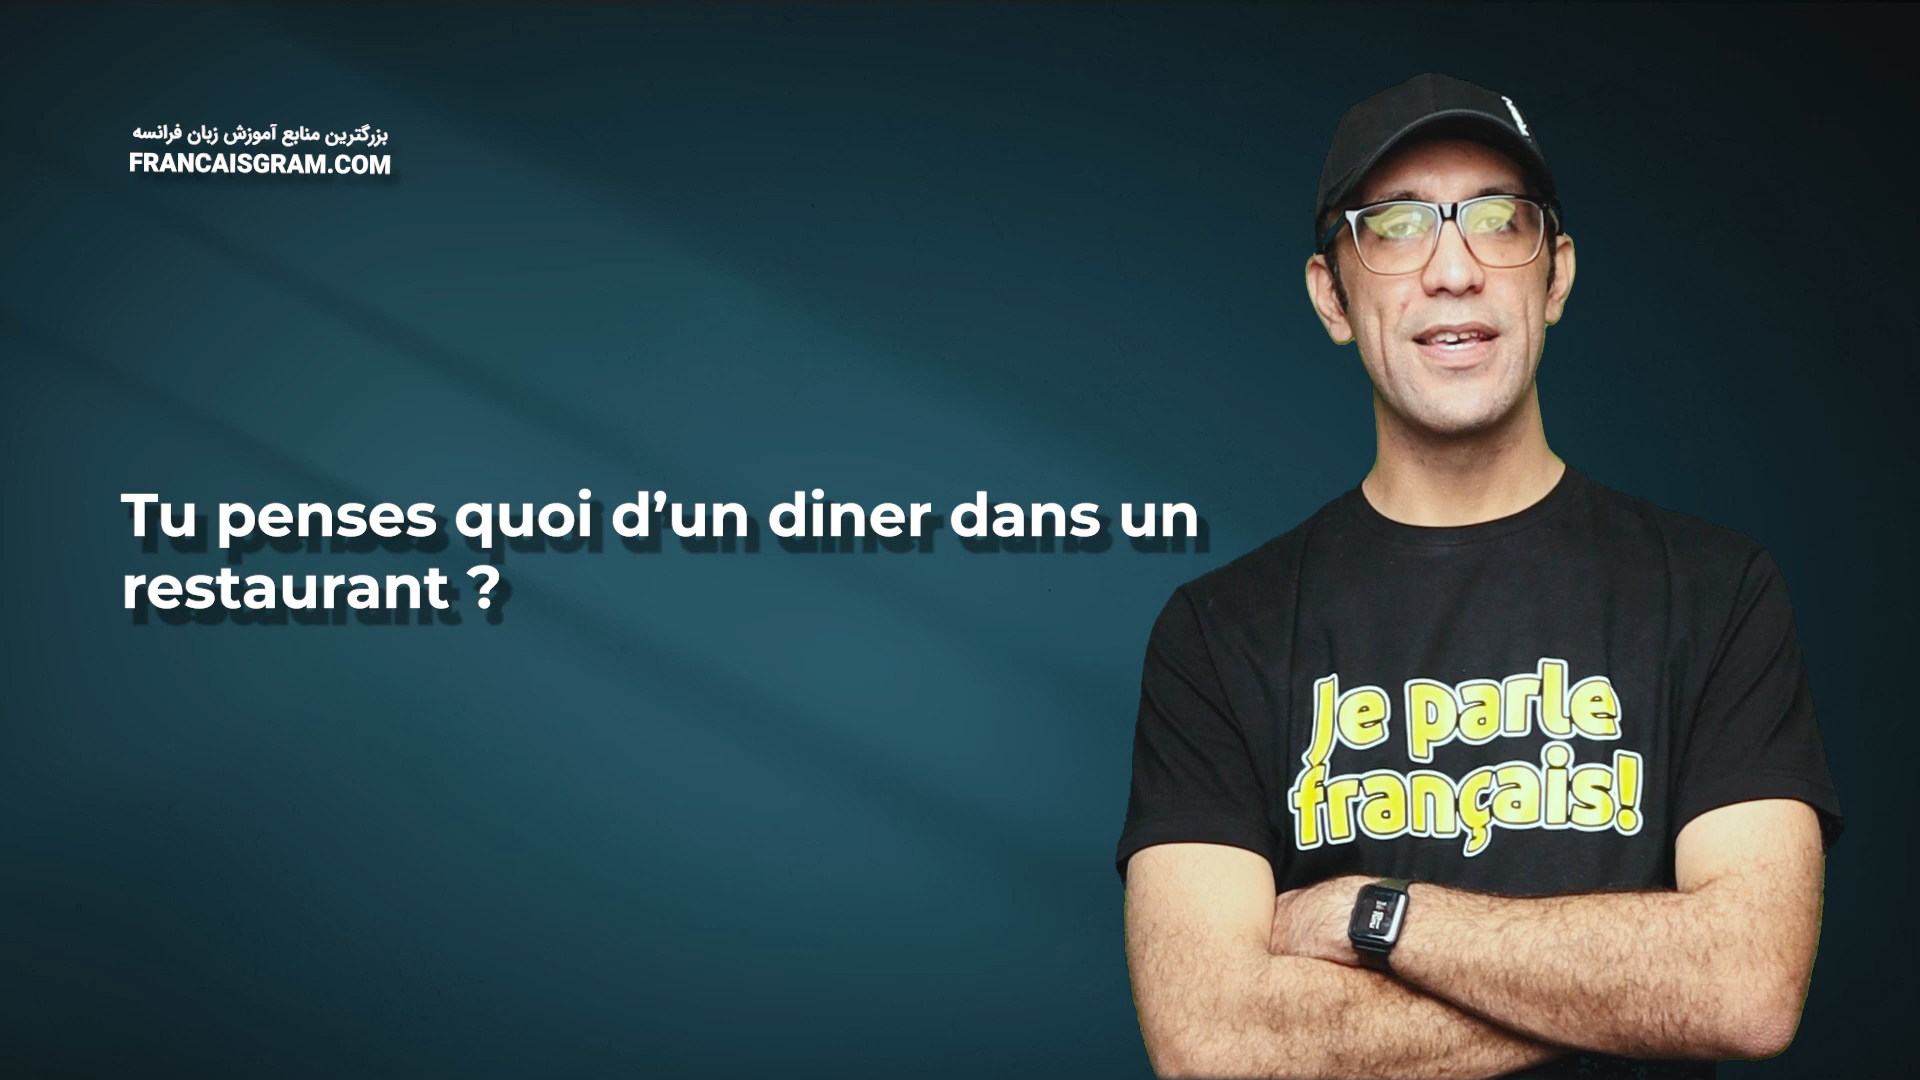 بزرگترین منابع آموزش زبان فرانسه
FRANCAISGRAM.COM
Tu penses quoi d’un diner dans un
restaurant ?
Je parle
français!